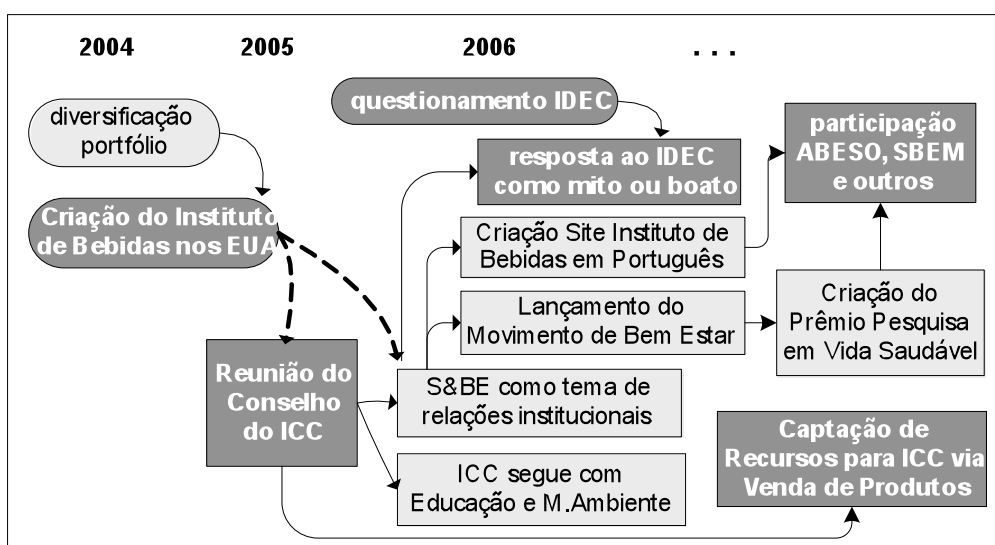 2004 2005 2006 ...
questionamento IDEC
diversificação
portfólio
Criação do Instituto
de Bebidas nos EUA
resposta ao IDEC
como mito ou boato
participação
ABESO, SBEM
e outros
Criação Site Instituto de
Bebidas em Português
Lançamento do
Movimento de Bem Estar
Criação do
Prêmio Pesquisa
em Vida Saudável
Reunião do
Conselho
do ICC
S&BE como tema de
relações institucionais
ICC segue com
Educação e M.Ambiente
Captação de
Recursos para ICC via
Venda de Produtos